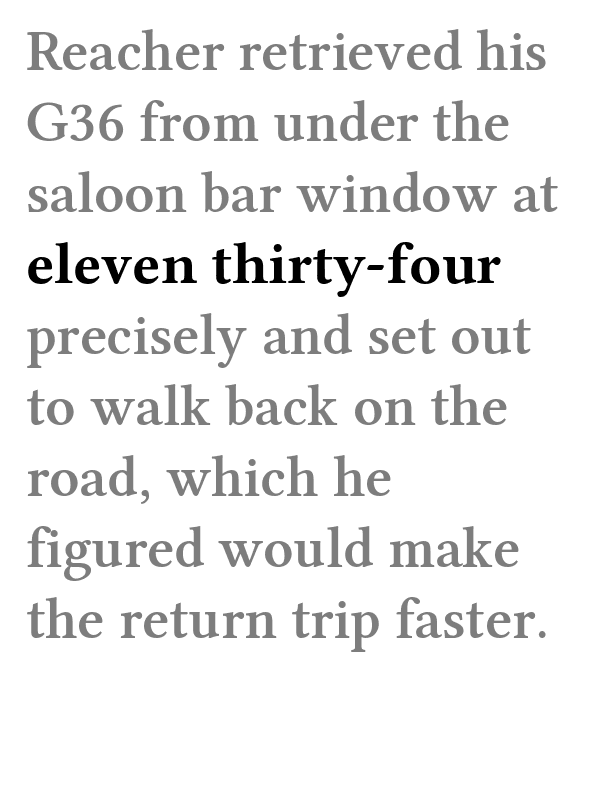 Reacher retrieved his
G36 from under the
saloon bar window at
eleven thirty-four
precisely and set out
to walk back on the
road, which he
figured would make
the return trip faster.